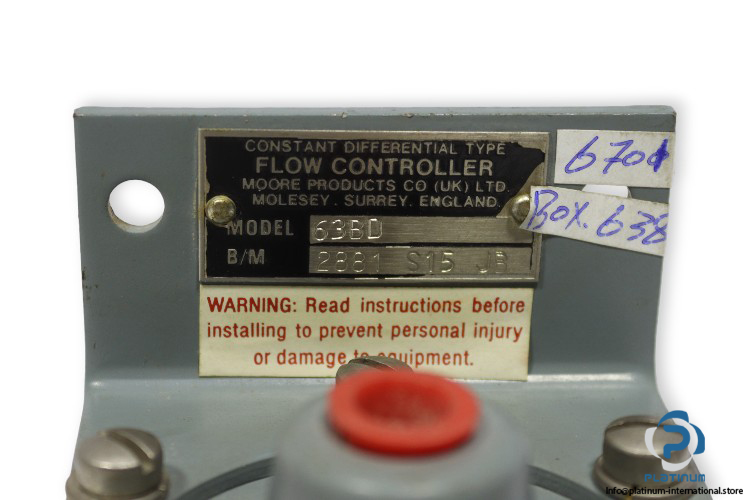 CONSTANT DIFFERENTIAL TYPE
FLOW CONTROLLER
MOORE PRODUCTS CO (UK) LTD.
MOLESEY. SURREY. ENGLAND.
MODEL 63BD
B/M 2881 S15 JB
6701
BOX. 638
WARNING: Read instructions before
installing to prevent personal injury
or damage to equipment.
PLATINUM
info@platinum-international.store